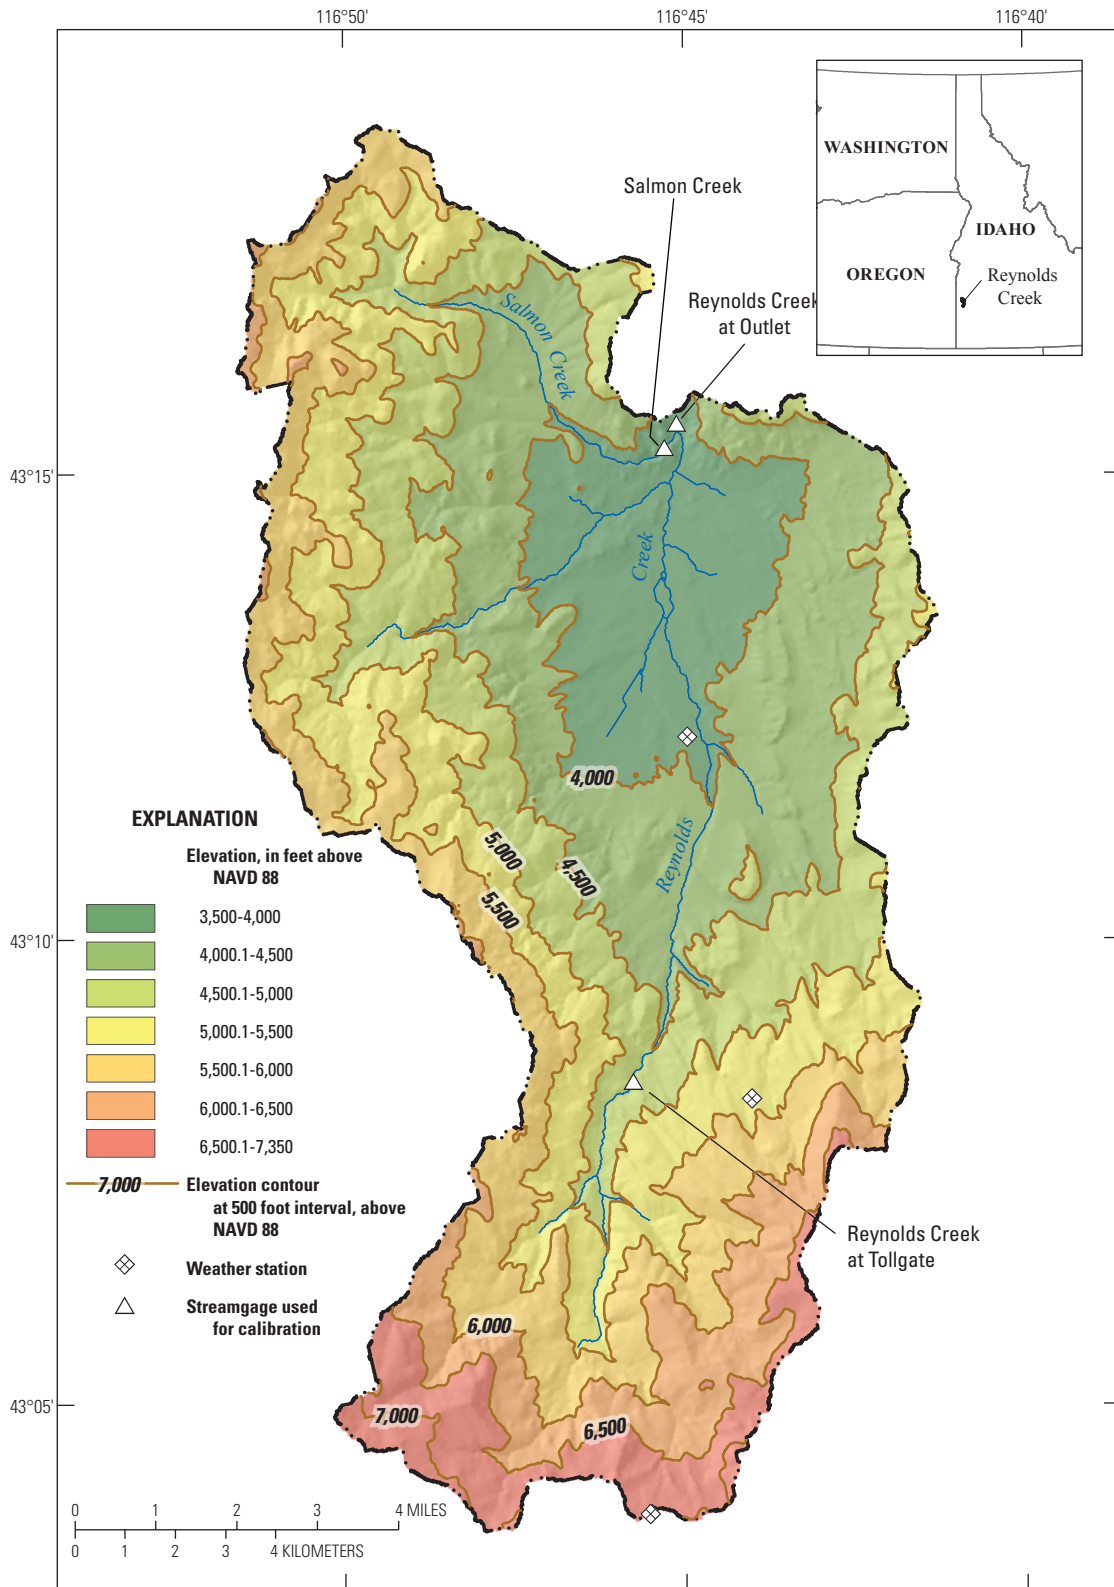 116°50'
116°45'
116°40'
WASHINGTON
IDAHO
OREGON
Reynolds
Creek
Salmon Creek
Reynolds Creek
at Outlet
Salmon Creek
43°15'
Creek
4,000
Reynolds
5,000
4,500
5,500
EXPLANATION
Elevation, in feet above
NAVD 88
3,500-4,000
4,000.1-4,500
4,500.1-5,000
5,000.1-5,500
5,500.1-6,000
6,000.1-6,500
6,500.1-7,350
7,000 Elevation contour
at 500 foot interval, above
NAVD 88
Weather station
Streamgage used
for calibration
43°10'
Reynolds Creek
at Tollgate
6,000
43°05'
7,000
6,500
0 1 2 3 4 MILES
0 1 2 3 4 KILOMETERS